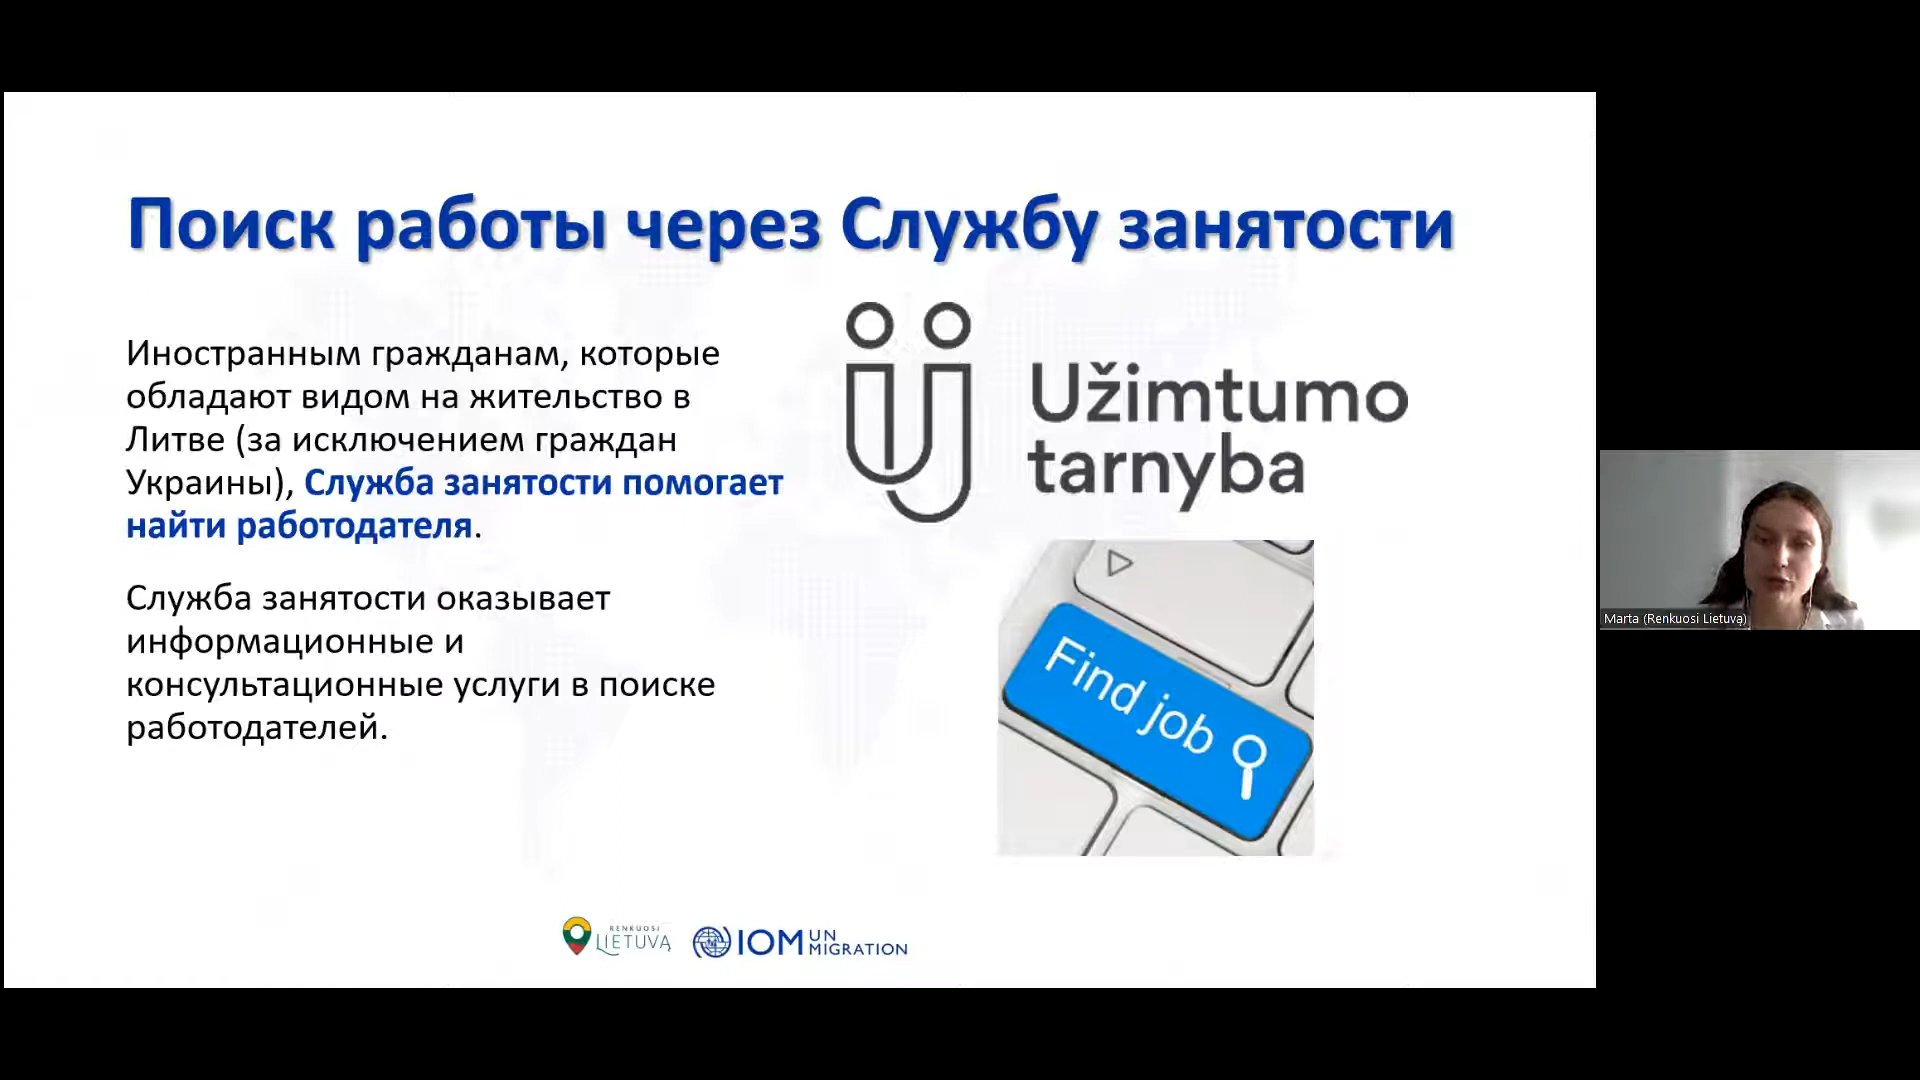 Поиск работы через Службу занятости
Иностранным гражданам, которые
обладают видом на жительство в
Литве (за исключением граждан
Украины), Служба занятости помогает
найти работодателя.
Служба занятости оказывает
информационные и
консультационные услуги в поиске
работодателей.
Užimtumo
tarnyba
Find job
RENKUOSI
LIETUVĄ
IOM UN
MIGRATION
Marta (Renkuosi Lietuvą)